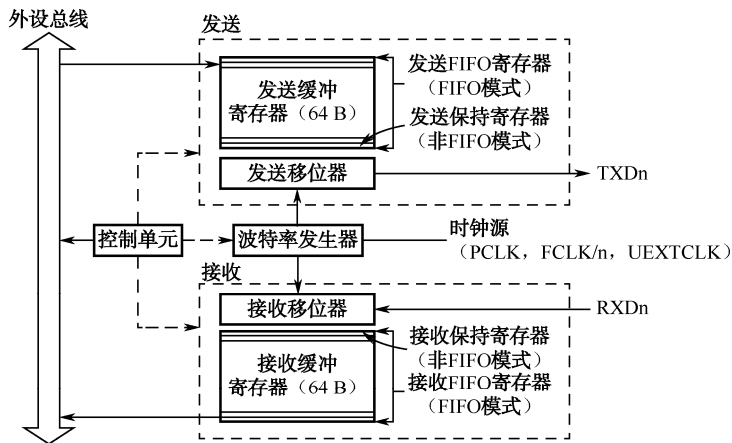 外设总线
发送
发送缓冲
寄存器（64 B）
发送FIFO寄存器
（FIFO模式）
发送保持寄存器
（非FIFO模式）
发送移位器
TXDn
控制单元
波特率发生器
时钟源
（PCLK，FCLK/n，UEXTCLK）
接收
接收移位器
RXDn
接收缓冲
寄存器（64 B）
接收保持寄存器
（非FIFO模式）
接收FIFO寄存器
（FIFO模式）